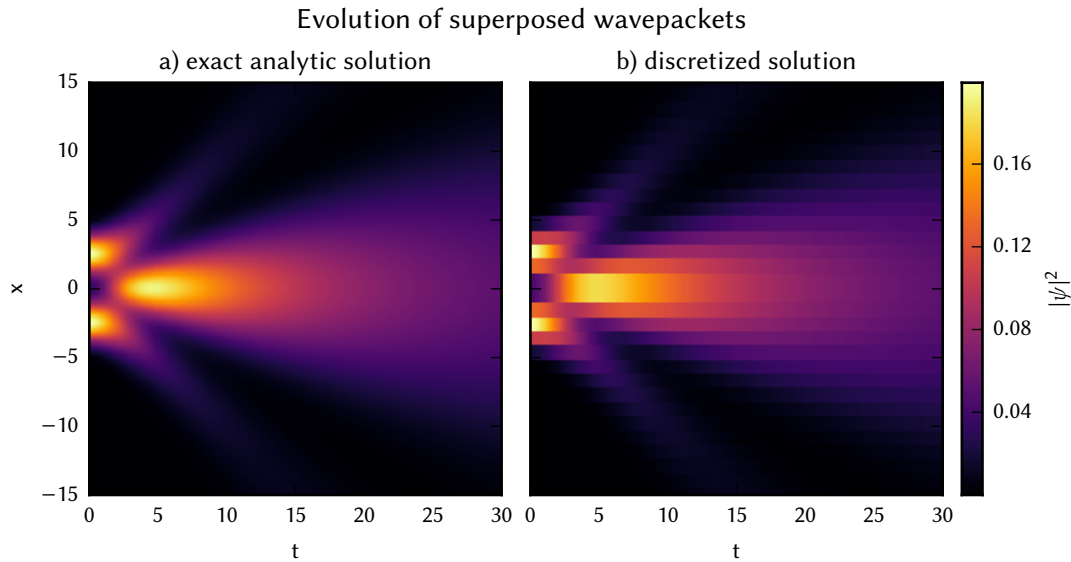 Evolution of superposed wavepackets
a) exact analytic solution
b) discretized solution
15
10
5
0
−5
−10
−15
x
0 5 10 15 20 25 30
t
0 5 10 15 20 25 30
t
0.16
0.12
0.08
0.04
|ψ|²